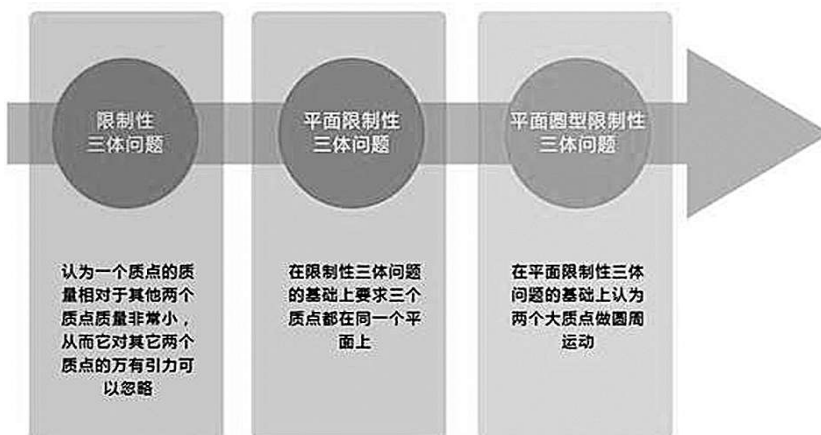 限制性
三体问题
平面限制性
三体问题
平面圆型限制性
三体问题
认为一个质点的质
量相对于其他两个
质点质量非常小，
从而它对其它两个
质点的万有引力可
以忽略
在限制性三体问题
的基础上要求三个
质点都在同一个平
面上
在平面限制性三体
问题的基础上认为
两个大质点做圆周
运动